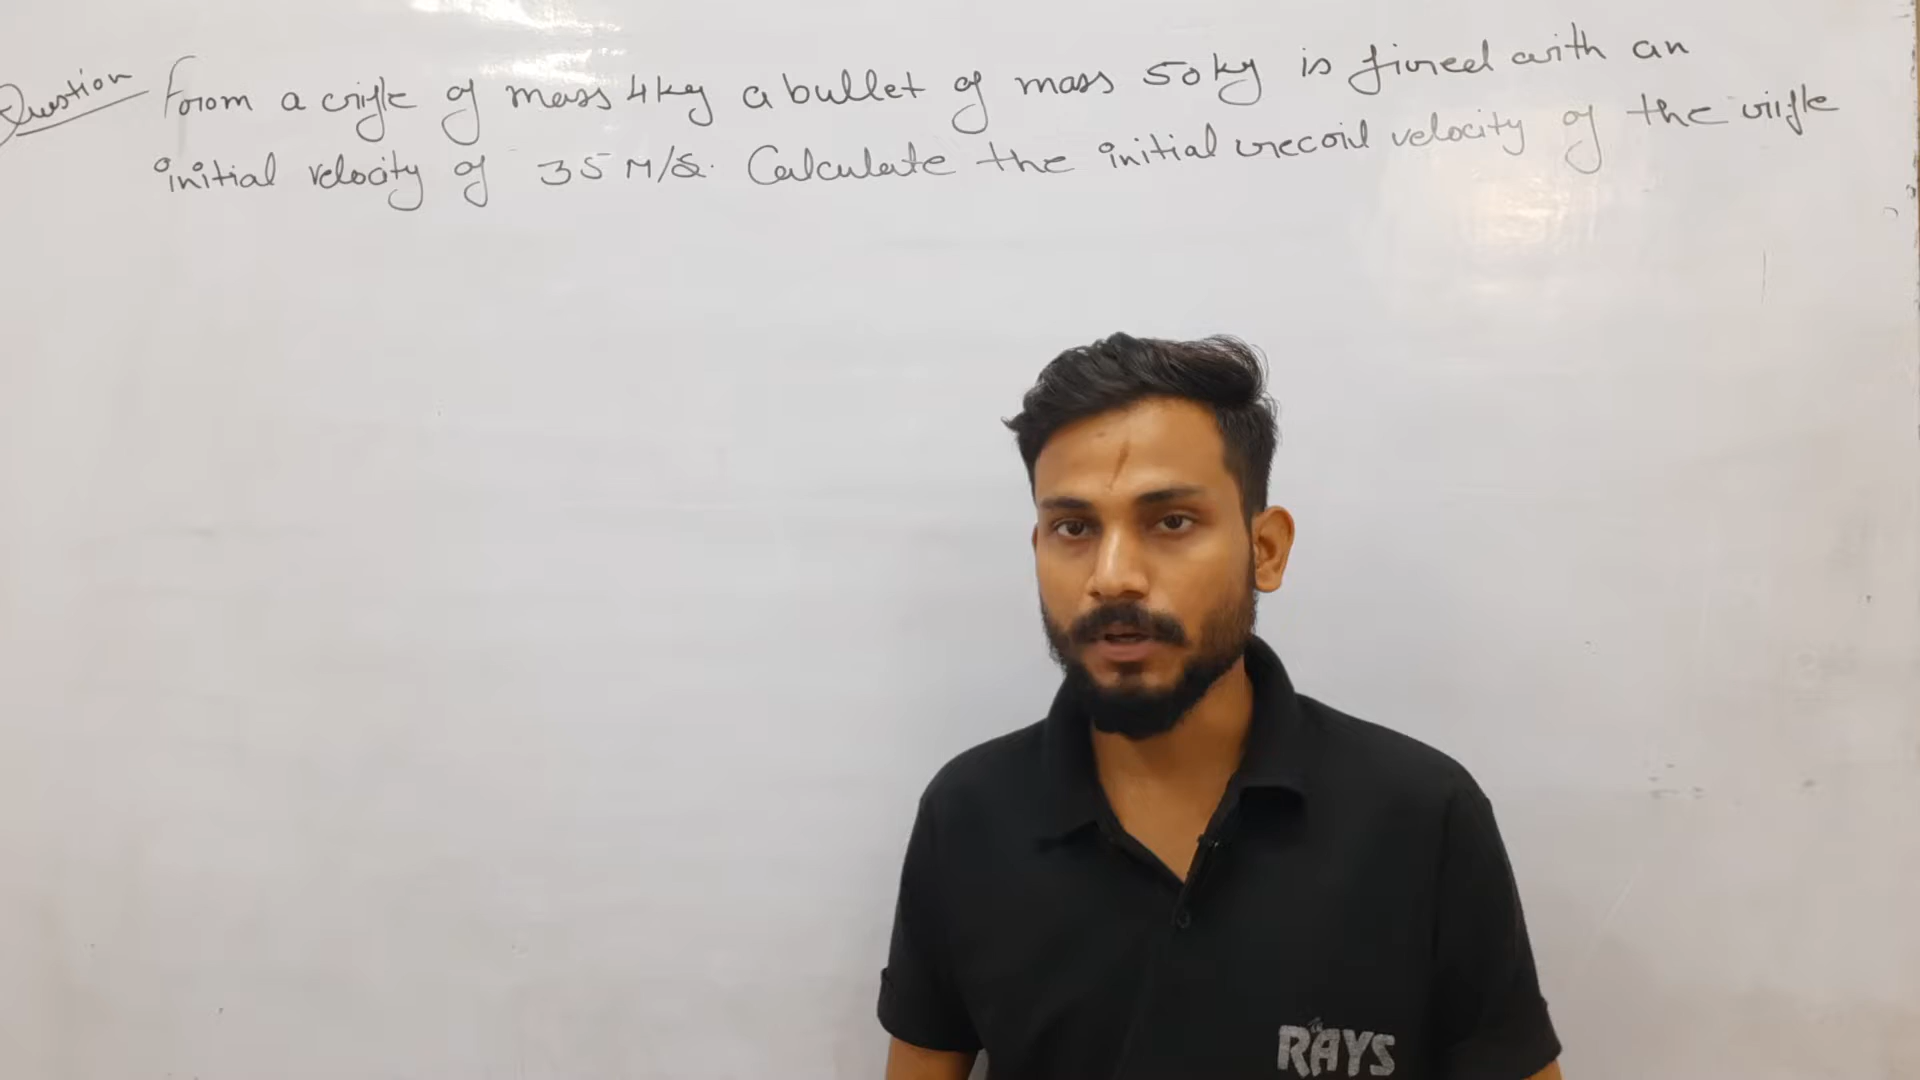 Question From a rifle of mass 4kg a bullet of mass 50kg is fired with an
initial velocity of 35 M/S. Calculate the initial recoil velocity of the rifle
THE
RAYS